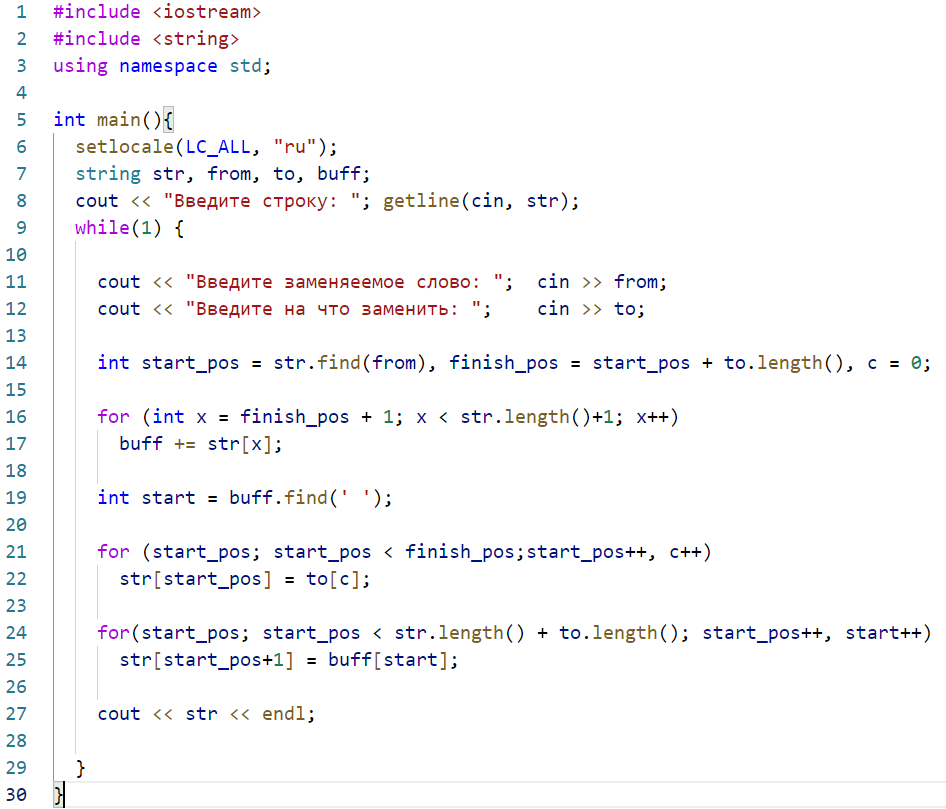 1 #include <iostream>
2 #include <string>
3 using namespace std;
4
5 int main(){
6 setlocale(LC_ALL, "ru");
7 string str, from, to, buff;
8 cout << "Введите строку: "; getline(cin, str);
9 while(1) {
10
11 cout << "Введите заменяеемое слово: ";  cin >> from;
12 cout << "Введите на что заменить: ";    cin >> to;
13
14 int start_pos = str.find(from), finish_pos = start_pos + to.length(), c = 0;
15
16 for (int x = finish_pos + 1; x < str.length()+1; x++)
17 buff += str[x];
18
19 int start = buff.find(' ');
20
21 for (start_pos; start_pos < finish_pos;start_pos++, c++)
22 str[start_pos] = to[c];
23
24 for(start_pos; start_pos < str.length() + to.length(); start_pos++, start++)
25 str[start_pos+1] = buff[start];
26
27 cout << str << endl;
28
29 }
30 }